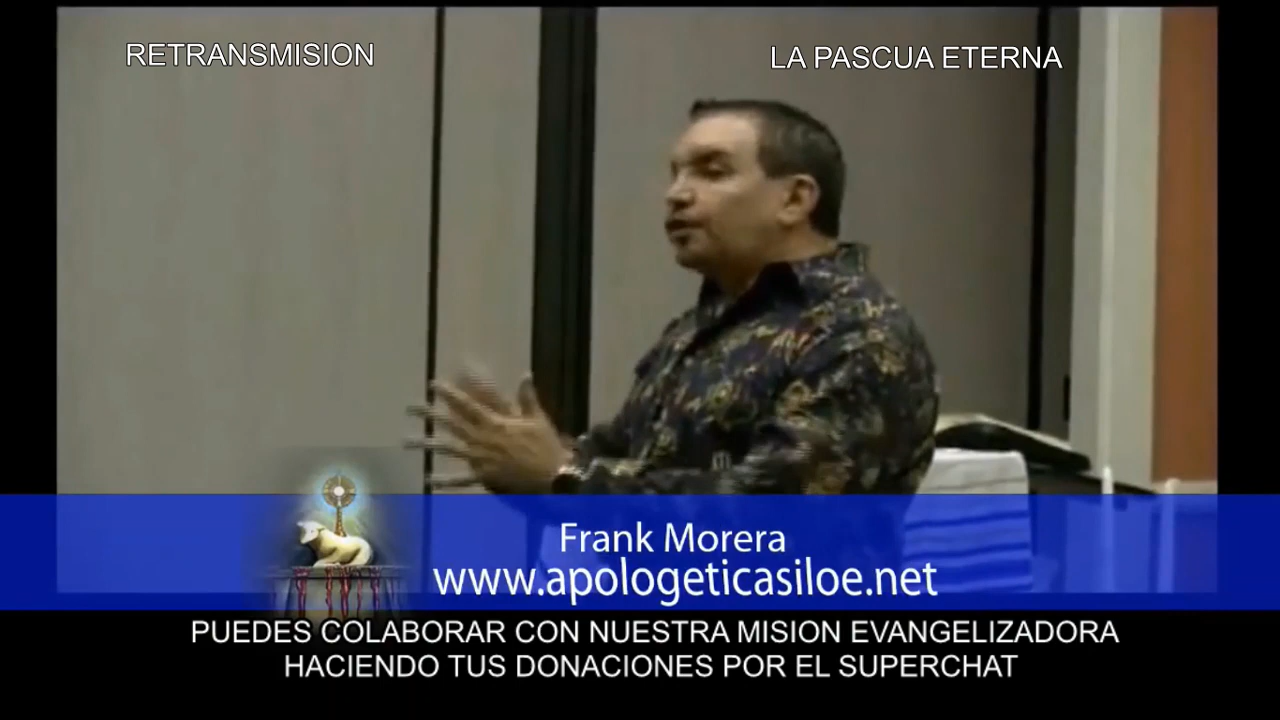 RETRANSMISION
LA PASCUA ETERNA
Frank Morera
www.apologeticasiloe.net
PUEDES COLABORAR CON NUESTRA MISION EVANGELIZADORA
HACIENDO TUS DONACIONES POR EL SUPERCHAT